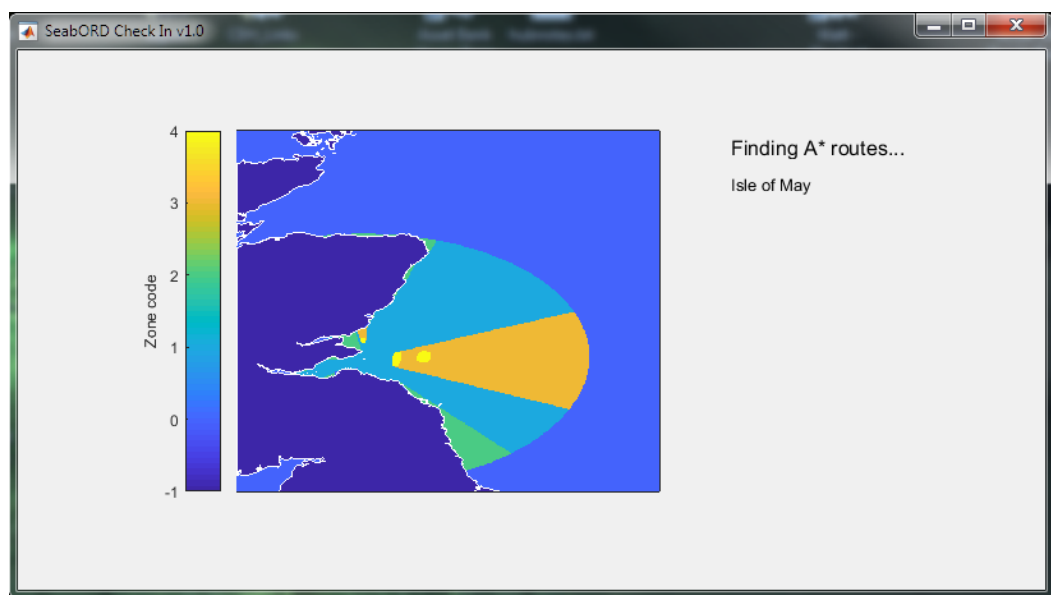 SeabORD Check In v1.0
4
3
2
1
0
-1
Zone code
Finding A* routes...
Isle of May